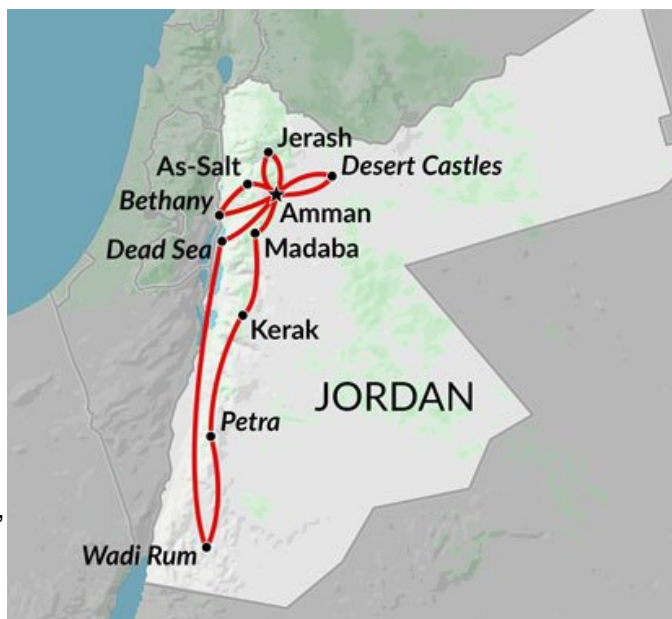 Jerash
As-Salt
Desert Castles
Bethany
Amman
Dead Sea
Madaba
Kerak
JORDAN
Petra
,
Wadi Rum